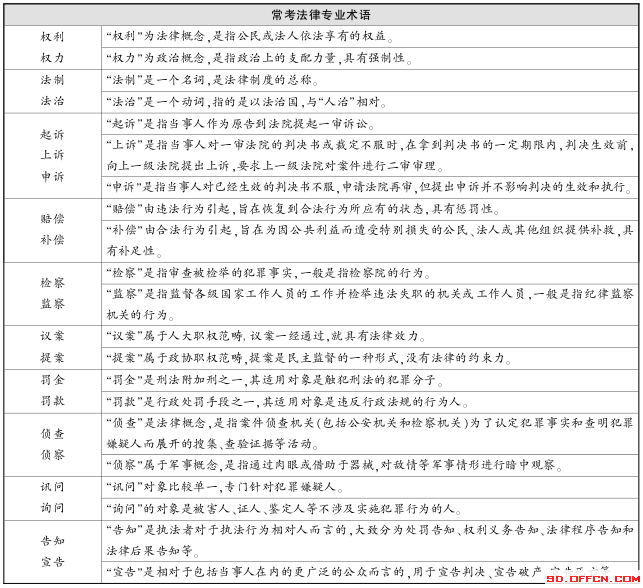 常考法律专业术语
权利
权力
“权利”为法律概念,是指公民或法人依法享有的权益。
“权力”为政治概念,是指政治上的支配力量,具有强制性。
法制
法治
“法制”是一个名词,是法律制度的总称。
“法治”是一个动词,指的是以法治国,与“人治”相对。
起诉
上诉
申诉
“起诉”是指当事人作为原告到法院提起一审诉讼。
“上诉”是指当事人对一审法院的判决书或裁定不服时,在拿到判决书的一定期限内,判决生效前,
向上一级法院提出上诉,要求上一级法院对案件进行二审审理。
“申诉”是指当事人对已经生效的判决书不服,申请法院再审,但提出申诉并不影响判决的生效和执行。
赔偿
补偿
“赔偿”由违法行为引起,旨在恢复到合法行为所应有的状态,具有惩罚性。
“补偿”由合法行为引起,旨在为因公共利益而遭受特别损失的公民、法人或其他组织提供补救,具
有补足性。
检察
监察
“检察”是指审查被检举的犯罪事实,一般是指检察院的行为。
“监察”是指监督各级国家工作人员的工作并检举违法失职的机关或工作人员,一般是指纪律监察
机关的行为。
议案
提案
“议案”属于人大职权范畴,议案一经通过,就具有法律效力。
“提案”属于政协职权范畴,提案是民主监督的一种形式,没有法律的约束力。
罚金
罚款
“罚金”是刑法附加刑之一,其适用对象是触犯刑法的犯罪分子。
“罚款”是行政处罚手段之一,其适用对象是违反行政法规的行为人。
侦查
侦察
“侦查”是法律概念,是指案件侦查机关(包括公安机关和检察机关)为了认定犯罪事实和查明犯罪
嫌疑人而展开的搜集、查验证据等活动。
“侦察”属于军事概念,是指通过肉眼或借助于器械,对敌情等军事情形进行暗中观察。
讯问
询问
“讯问”对象比较单一,专门针对犯罪嫌疑人。
“询问”的对象是被害人、证人、鉴定人等不涉及实施犯罪行为的人。
告知
宣告
“告知”是执法者对于执法行为相对人而言的,大致分为处罚告知、权利义务告知、法律程序告知和
法律后果告知等。
“宣告”是相对于包括当事人在内的更广泛的公众而言的,用于宣告判决、宣告破产
SD.OFFCN.COM